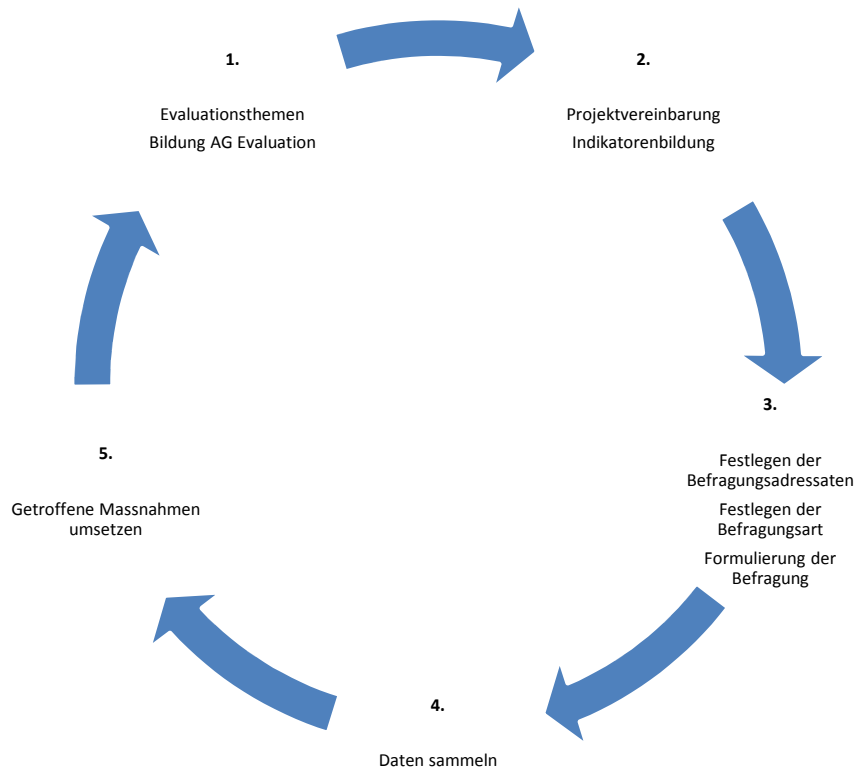 1.
Evaluationsthemen
Bildung AG Evaluation
2.
Projektvereinbarung
Indikatorenbildung
3.
Festlegen der
Befragungsadressaten
Festlegen der
Befragungsart
Formulierung der
Befragung
4.
Daten sammeln
5.
Getroffene Massnahmen
umsetzen